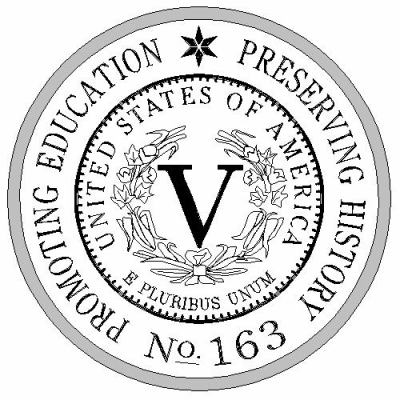 PROMOTING EDUCATION ✶ PRESERVING HISTORY
No. 163
UNITED STATES OF AMERICA
V
E PLURIBUS UNUM